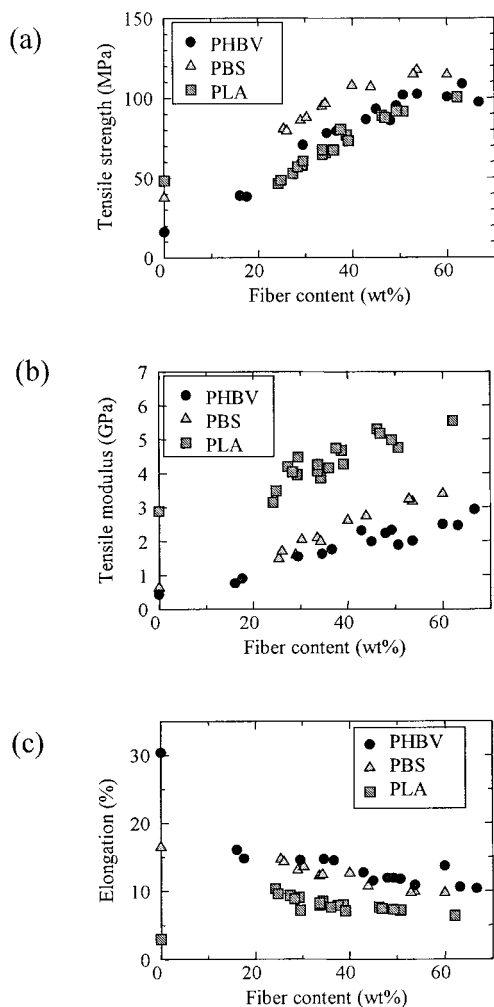 (a)
150
100
50
0
Tensile strength (MPa)
PHBV
PBS
PLA
0 20 40 60
Fiber content (wt%)
(b)
7
6
5
4
3
2
1
0
Tensile modulus (GPa)
PHBV
PBS
PLA
0 20 40 60
Fiber content (wt%)
(c)
30
20
10
0
Elongation (%)
PHBV
PBS
PLA
0 20 40 60
Fiber content (wt%)